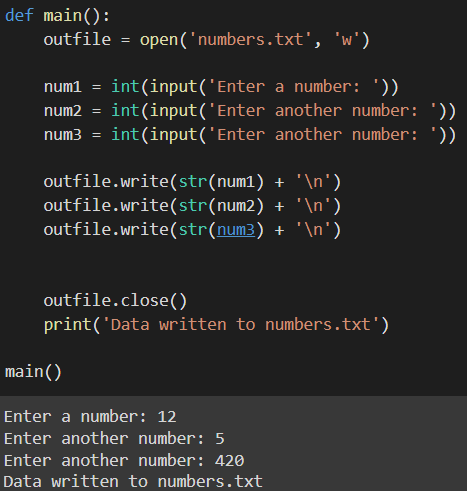 def main():
    outfile = open('numbers.txt', 'w')

    num1 = int(input('Enter a number: '))
    num2 = int(input('Enter another number: '))
    num3 = int(input('Enter another number: '))

    outfile.write(str(num1) + '\n')
    outfile.write(str(num2) + '\n')
    outfile.write(str(num3) + '\n')


    outfile.close()
    print('Data written to numbers.txt')

main()
Enter a number: 12
Enter another number: 5
Enter another number: 420
Data written to numbers.txt